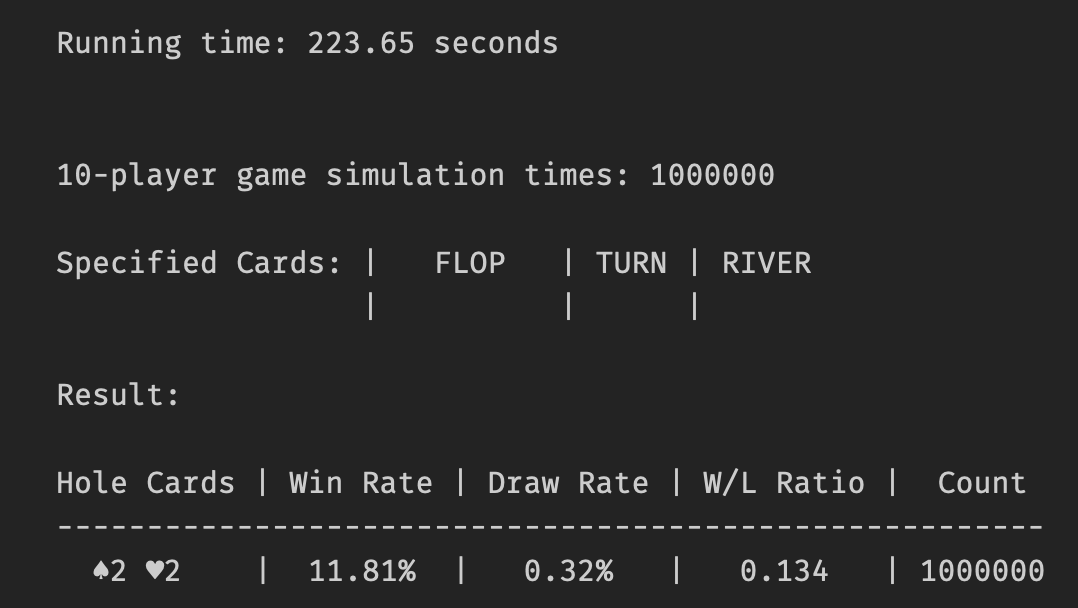 Running time: 223.65 seconds
10-player game simulation times: 1000000
Specified Cards: |   FLOP   | TURN | RIVER
                 |          |      |
Result:
Hole Cards | Win Rate | Draw Rate | W/L Ratio |  Count
-------------------------------------------------------
  ♠2 ♥2    |  11.81%  |   0.32%   |   0.134   | 1000000